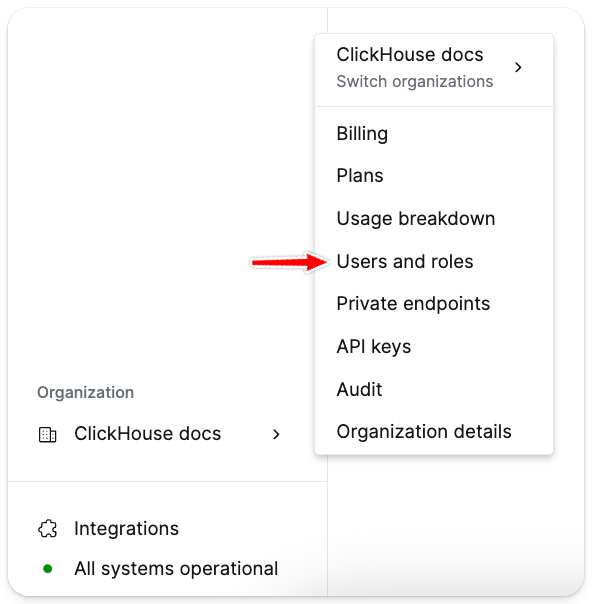 ClickHouse docs
Switch organizations
Billing
Plans
Usage breakdown
Users and roles
Private endpoints
API keys
Audit
Organization details
Organization
ClickHouse docs
Integrations
All systems operational